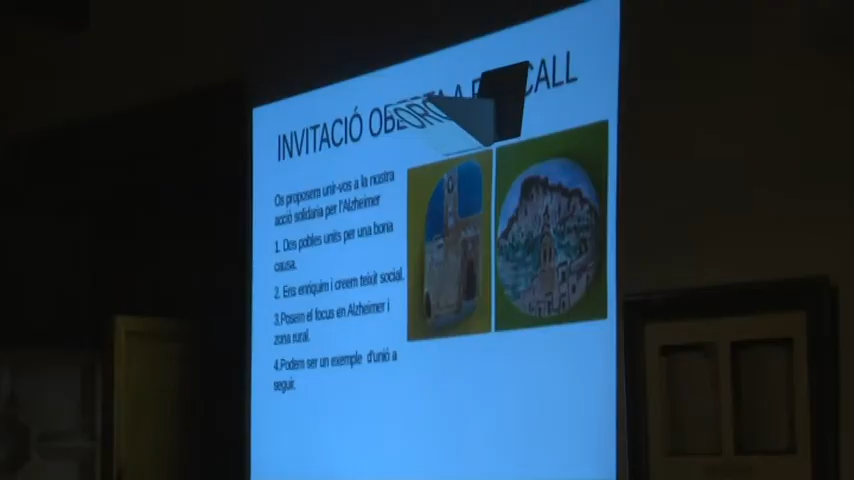 INVITACIÓ A CALL
Os proposem unir-vos a la nostra
acció solidaria per l'Alzheimer
1. Dos pobles units per una bona
causa.
2. Ens enriquim i creem teixit social.
3.Posem el focus en Alzheimer i
zona rural.
4.Podem ser un exemple d'unió a
seguir.